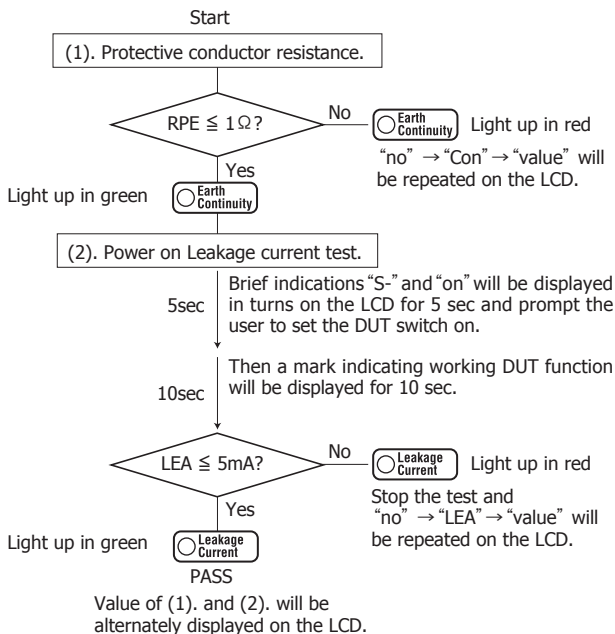 Start
(1). Protective conductor resistance.
RPE ≦ 1Ω?
No
Earth
Continuity
Light up in red
“no” →“Con”→“value” will
be repeated on the LCD.
Yes
Light up in green
Earth
Continuity
(2). Power on Leakage current test.
5sec
Brief indications “S-” and “on” will be displayed
in turns on the LCD for 5 sec and prompt the
user to set the DUT switch on.
10sec
Then a mark indicating working DUT function
will be displayed for 10 sec.
LEA ≦ 5mA?
No
Leakage
Current
Light up in red
Stop the test and
“no” →“LEA”→“value” will
be repeated on the LCD.
Yes
Light up in green
Leakage
Current
PASS
Value of (1). and (2). will be
alternately displayed on the LCD.